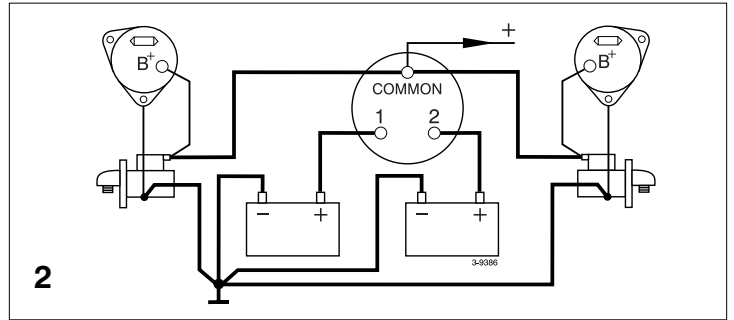 +
B+ B+
COMMON
1 2
− + − +
3-9386
2